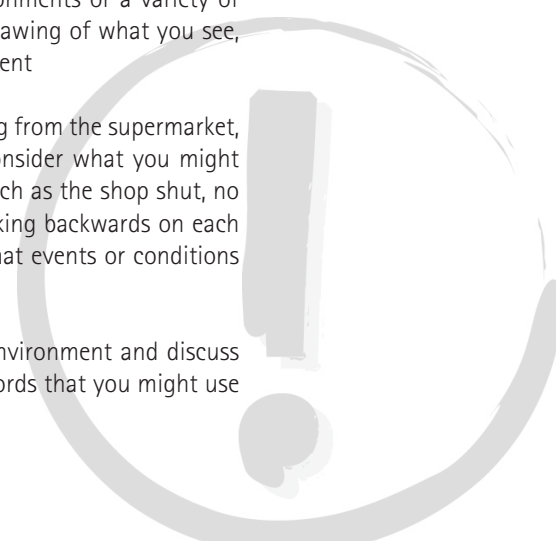 of a variety of
awing of what you see,
ent
g from the supermarket,
nsider what you might
ch as the shop shut, no
king backwards on each
at events or conditions
nvironment and discuss
ords that you might use